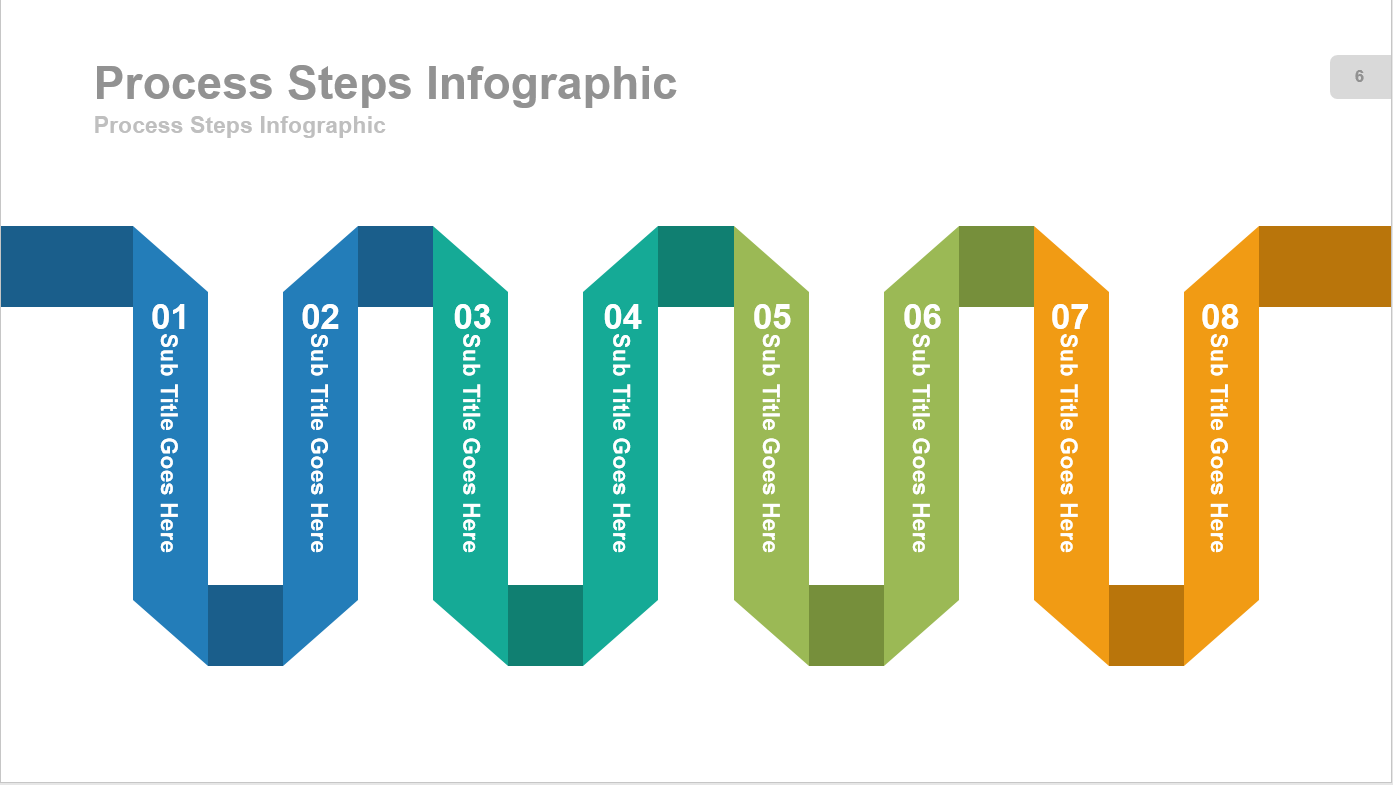 Process Steps Infographic
6
Process Steps Infographic
01
Sub Title Goes Here
02
Sub Title Goes Here
03
Sub Title Goes Here
04
Sub Title Goes Here
05
Sub Title Goes Here
06
Sub Title Goes Here
07
Sub Title Goes Here
08
Sub Title Goes Here